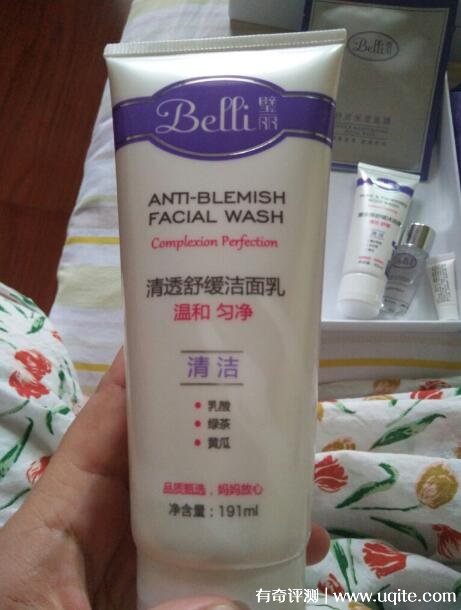 Belli 璧丽
ANTI-BLEMISH
FACIAL WASH
Complexion Perfection
清透舒缓洁面乳
温和 匀净
清洁
• 乳酸
• 绿茶
• 黄瓜
品质甄选，妈妈放心
净含量：191ml
Belli
有奇评测 | www.uqite.com